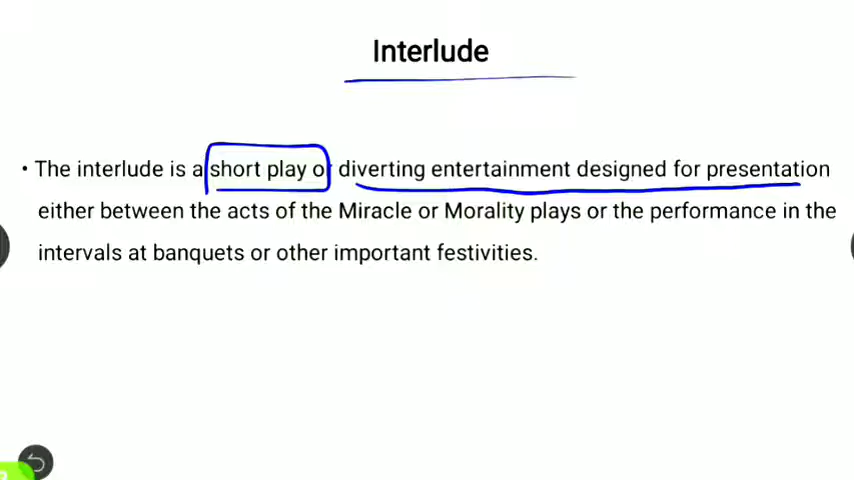 Interlude
• The interlude is a short play or diverting entertainment designed for presentation
either between the acts of the Miracle or Morality plays or the performance in the
intervals at banquets or other important festivities.